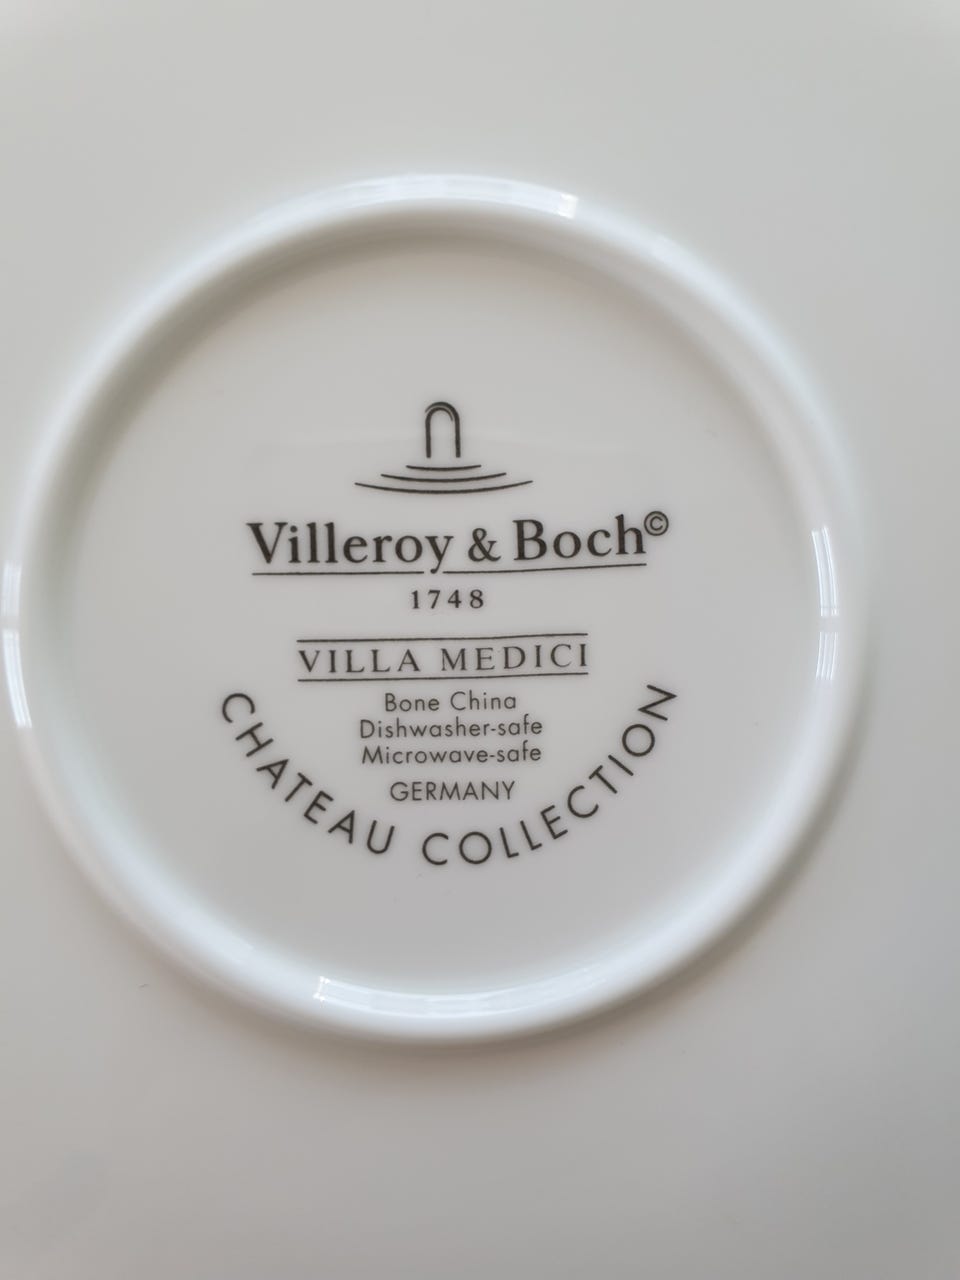 Villeroy & Boch©
1748
VILLA MEDICI
Bone China
Dishwasher-safe
Microwave-safe
GERMANY
CHATEAU COLLECTION